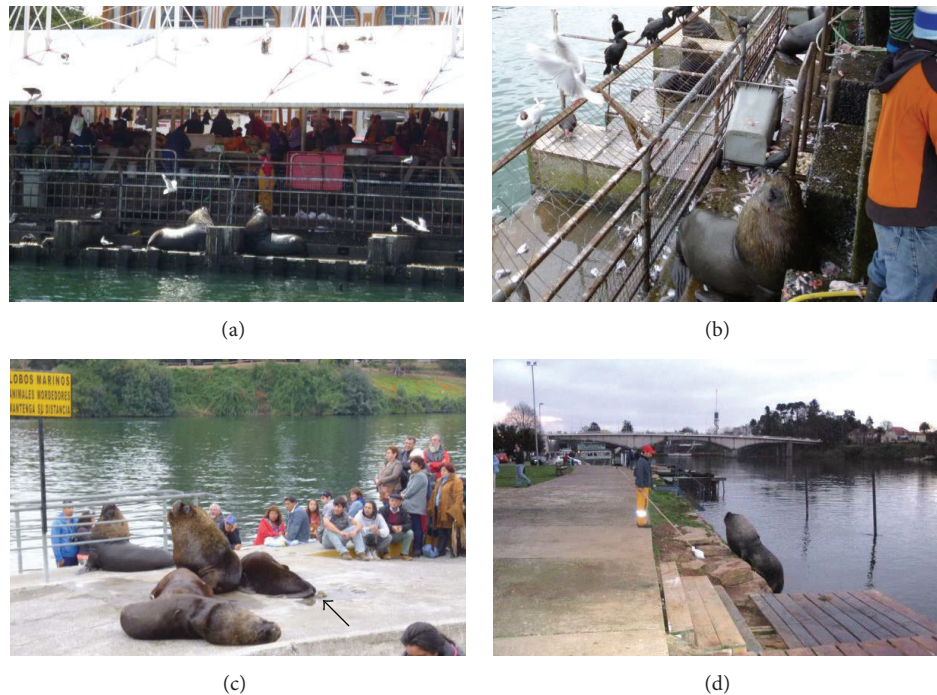 (a)
(b)
LOBOS MARINOS
ANIMALES MORDEDORES
MANTENGA SU DISTANCIA
(c)
(d)